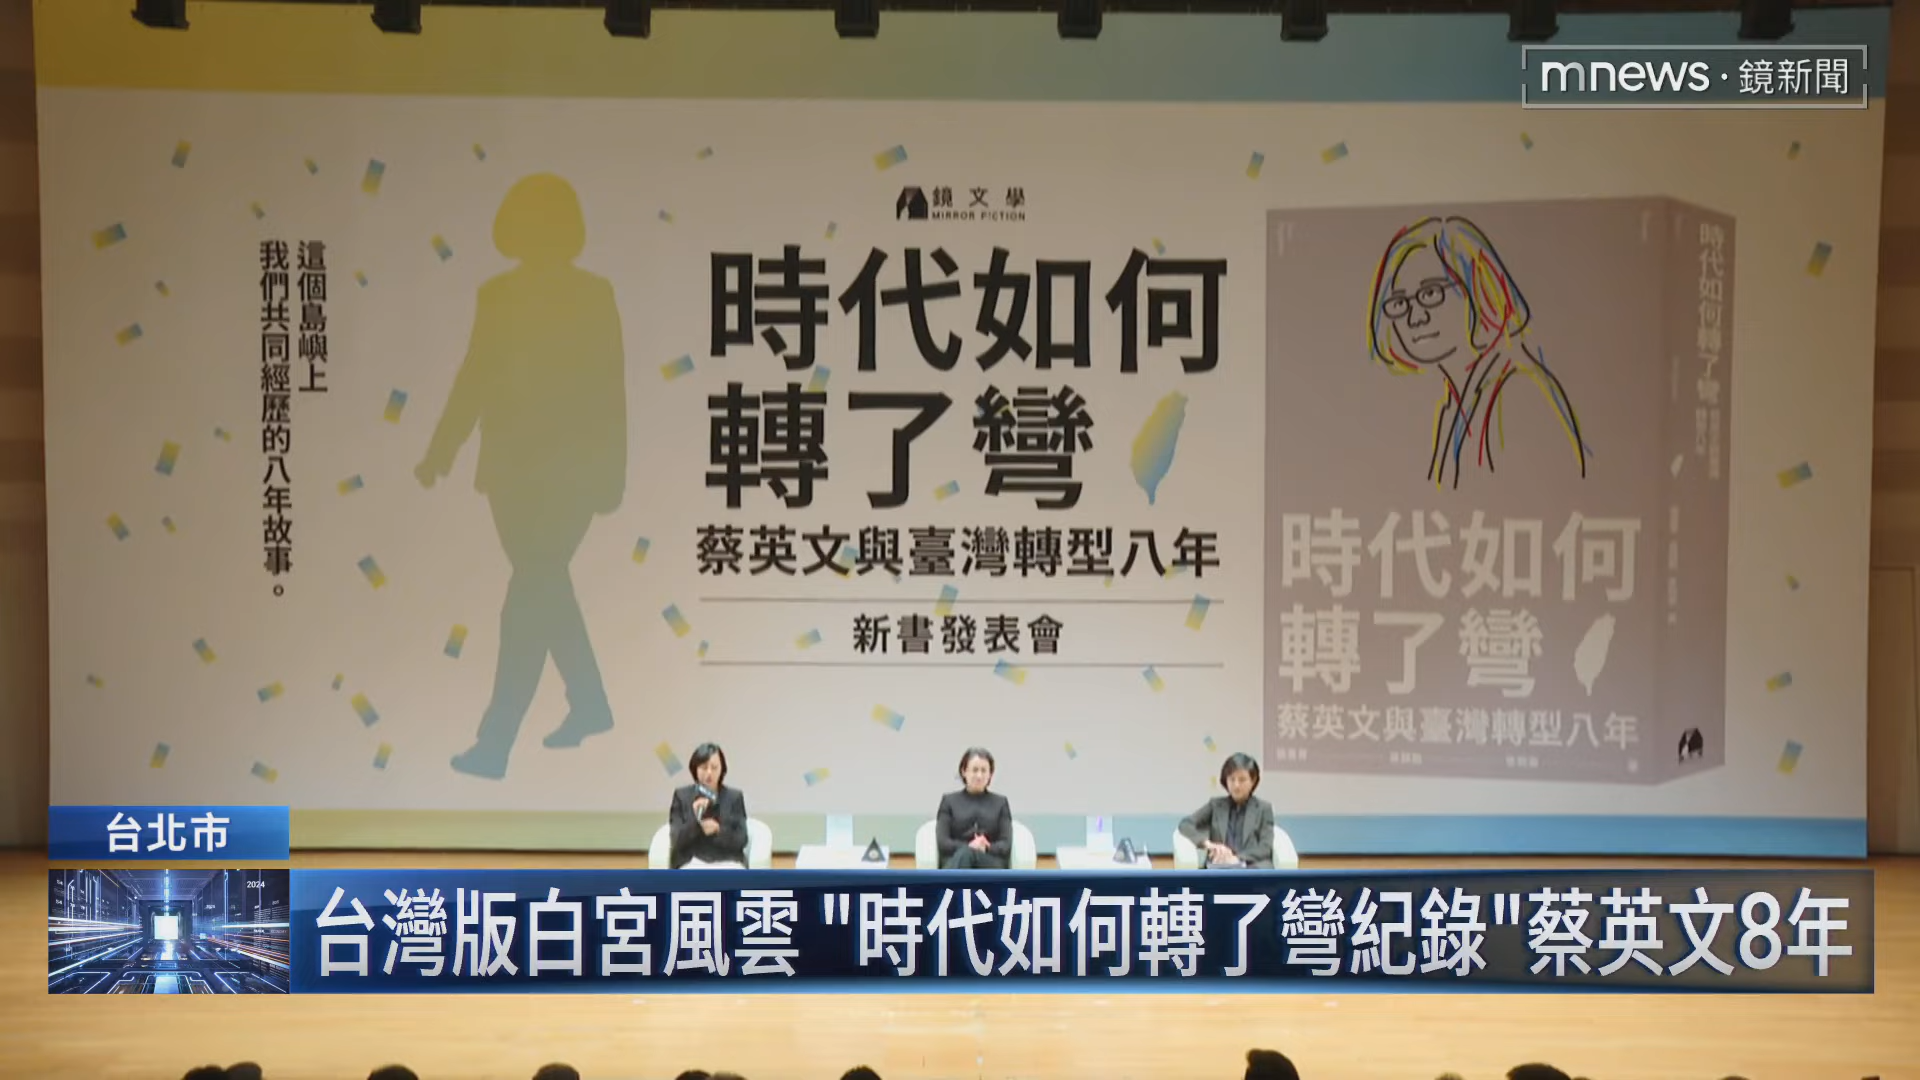 mnews·鏡新聞
這個島嶼上
我們共同經歷的八年故事。
鏡文學
MIRROR FICTION
時代如何
轉了彎
蔡英文與臺灣轉型八年
新書發表會
時代如何
轉了彎
蔡英文與臺灣轉型八年
時代如何轉了彎
台北市
2024
台灣版白宮風雲 "時代如何轉了彎紀錄"蔡英文8年